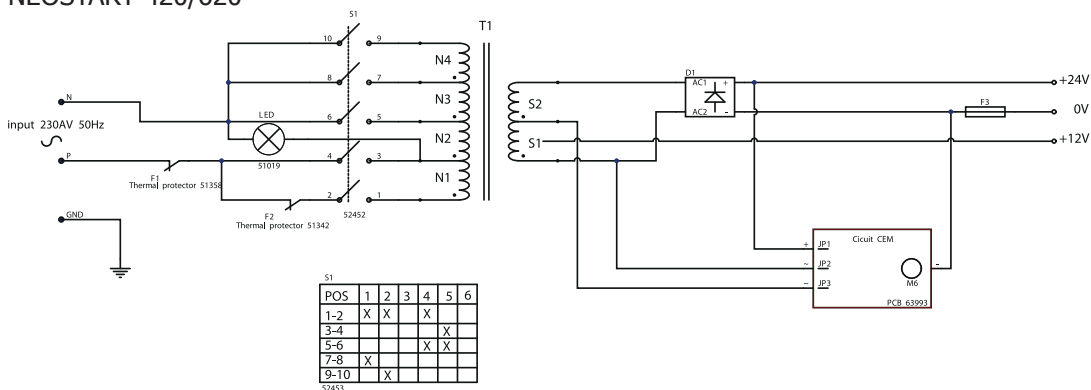 NEOSTART 420/620
S1
T1
10
9
N4
D1
8
7
AC1
+
+24V
N
N3
S2
AC2
-
F3
0V
LED
6
5
input 230AV 50Hz
N2
S1
+12V
P
4
3
51019
F1
Thermal protector 51358
N1
2
1
F2
52452
Thermal protector 51342
GND
Cicuit CEM
+ JP1
~ JP2
-
~ JP3
M6
PCB 63993
S1
POS 1 2 3 4 5 6
1-2 X X X
3-4 X
5-6 X X
7-8 X
9-10 X
52453